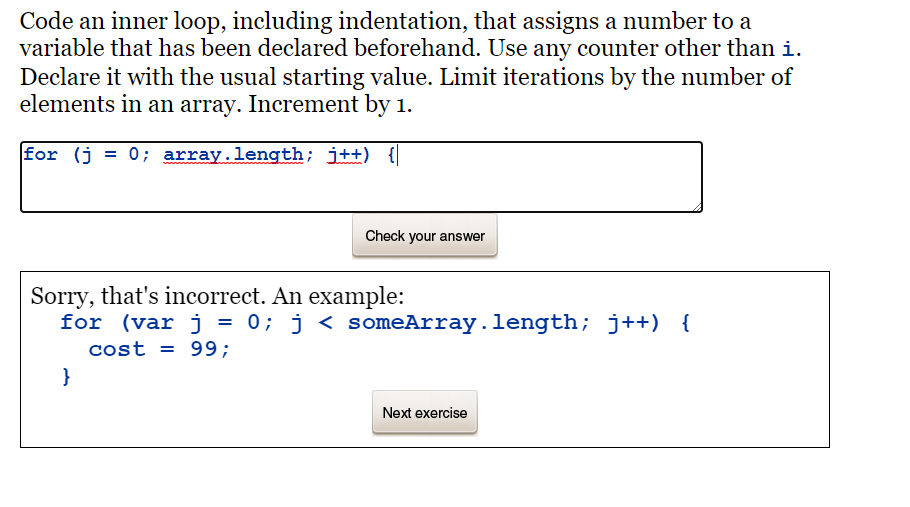 Code an inner loop, including indentation, that assigns a number to a
variable that has been declared beforehand. Use any counter other than i.
Declare it with the usual starting value. Limit iterations by the number of
elements in an array. Increment by 1.
for (j = 0; array.length; j++) {
Check your answer
Sorry, that's incorrect. An example:
for (var j = 0; j < someArray.length; j++) {
cost = 99;
}
Next exercise